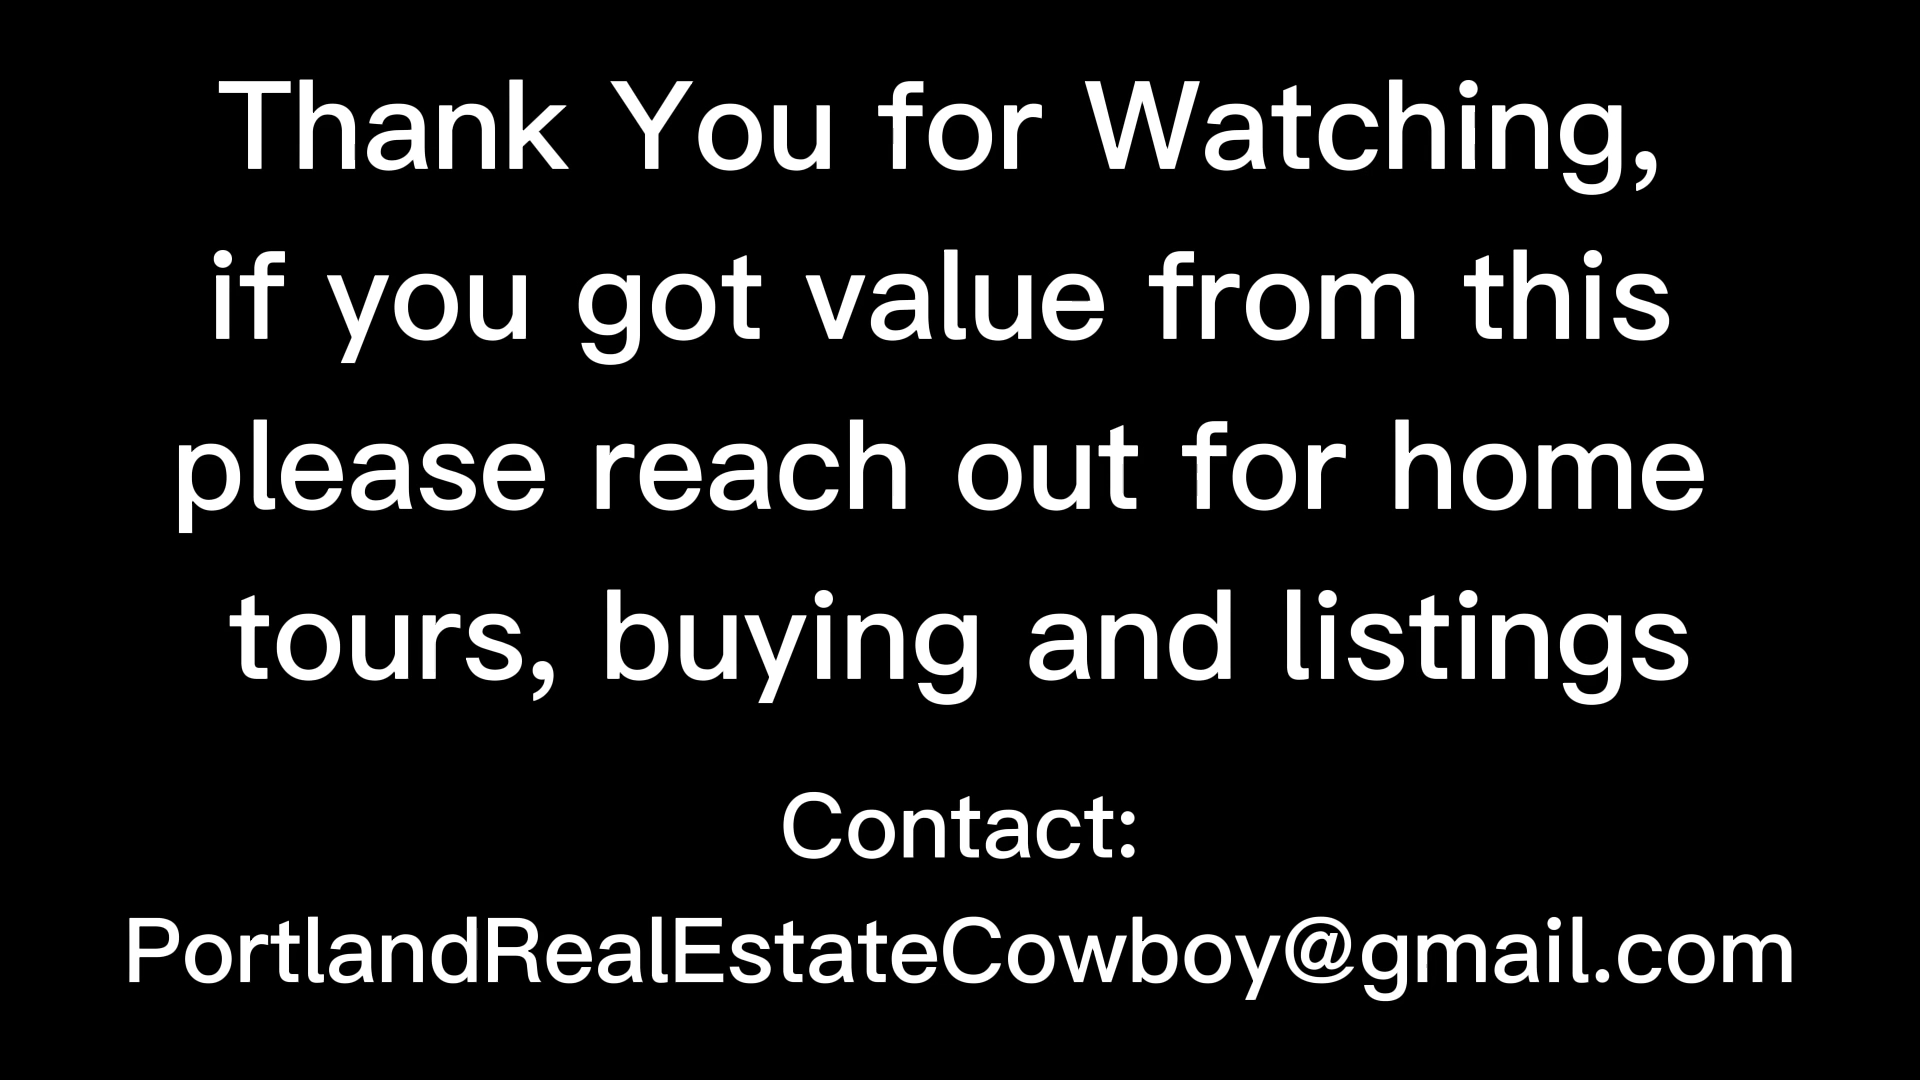 Thank You for Watching,
if you got value from this
please reach out for home
tours, buying and listings
Contact:
PortlandRealEstateCowboy@gmail.com